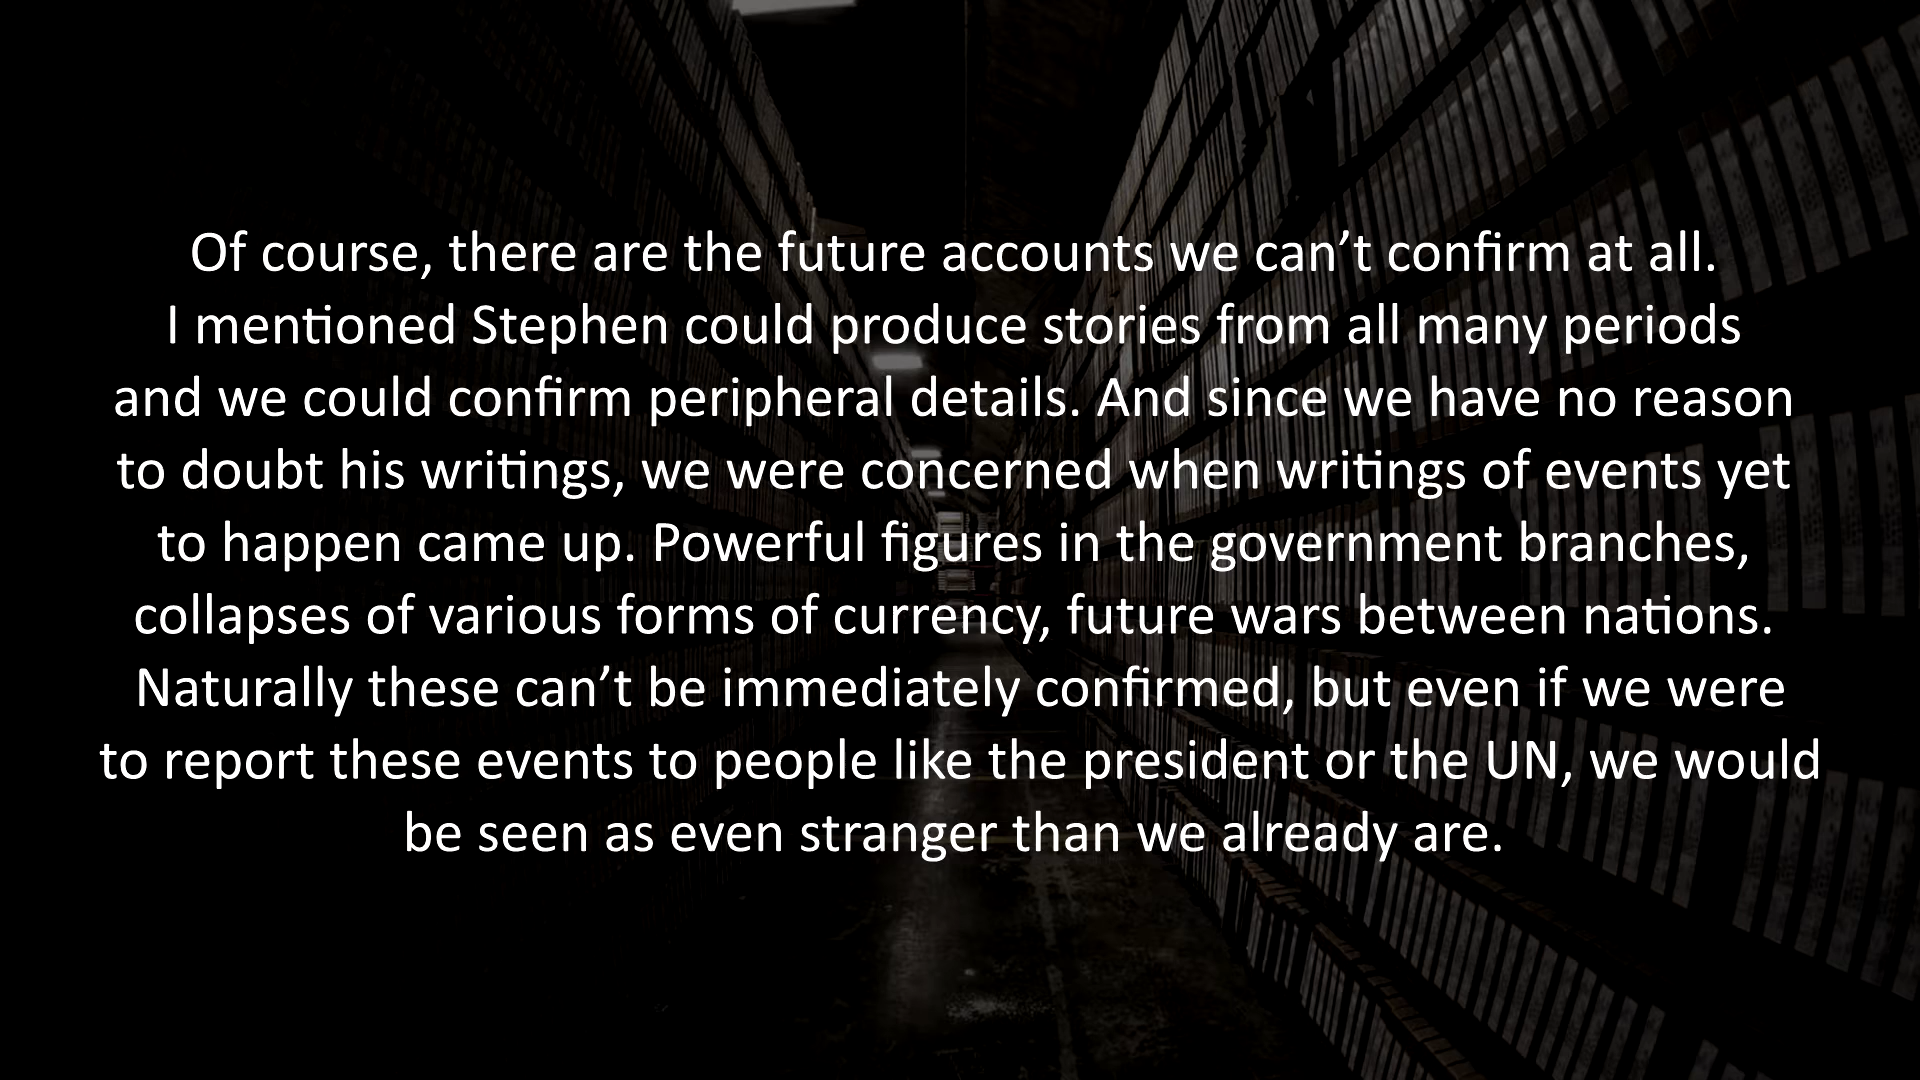 Of course, there are the future accounts we can’t confirm at all.
I mentioned Stephen could produce stories from all many periods
and we could confirm peripheral details. And since we have no reason
to doubt his writings, we were concerned when writings of events yet
to happen came up. Powerful figures in the government branches,
collapses of various forms of currency, future wars between nations.
Naturally these can’t be immediately confirmed, but even if we were
to report these events to people like the president or the UN, we would
be seen as even stranger than we already are.